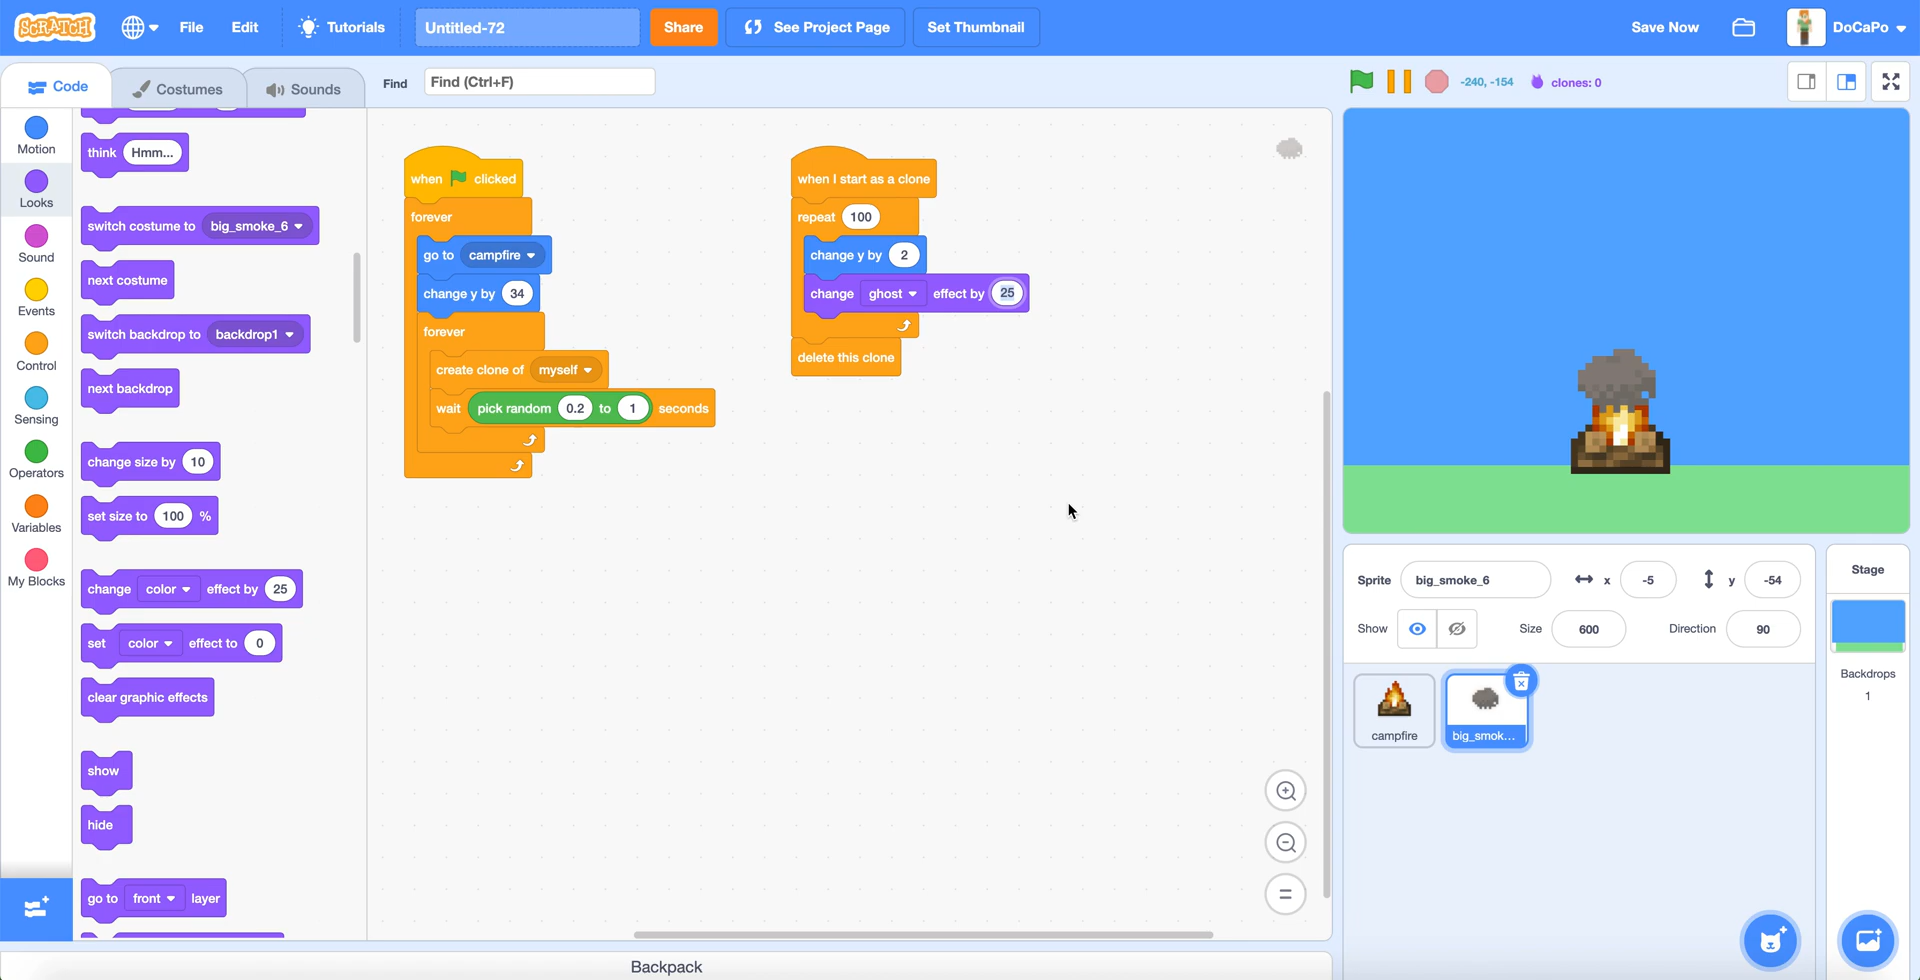 SCRATCH File Edit Tutorials Untitled-72 Share See Project Page Set Thumbnail Save Now DoCaPo
Code Costumes Sounds Find Find (Ctrl+F) -240, -154 clones: 0
Motion
Looks
Sound
Events
Control
Sensing
Operators
Variables
My Blocks
think Hmm...
switch costume to big_smoke_6
next costume
switch backdrop to backdrop1
next backdrop
change size by 10
set size to 100 %
change color effect by 25
set color effect to 0
clear graphic effects
show
hide
go to front layer
when clicked
forever
go to campfire
change y by 34
forever
create clone of myself
wait pick random 0.2 to 1 seconds
when I start as a clone
repeat 100
change y by 2
change ghost effect by 25
delete this clone
Sprite big_smoke_6 x -5 y -54
Show Size 600 Direction 90
campfire
big_smok...
Stage
Backdrops
1
Backpack